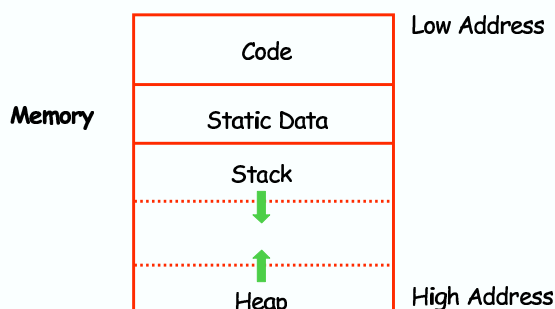 Low Address
Code
Memory
Static Data
Stack
Heap
High Address